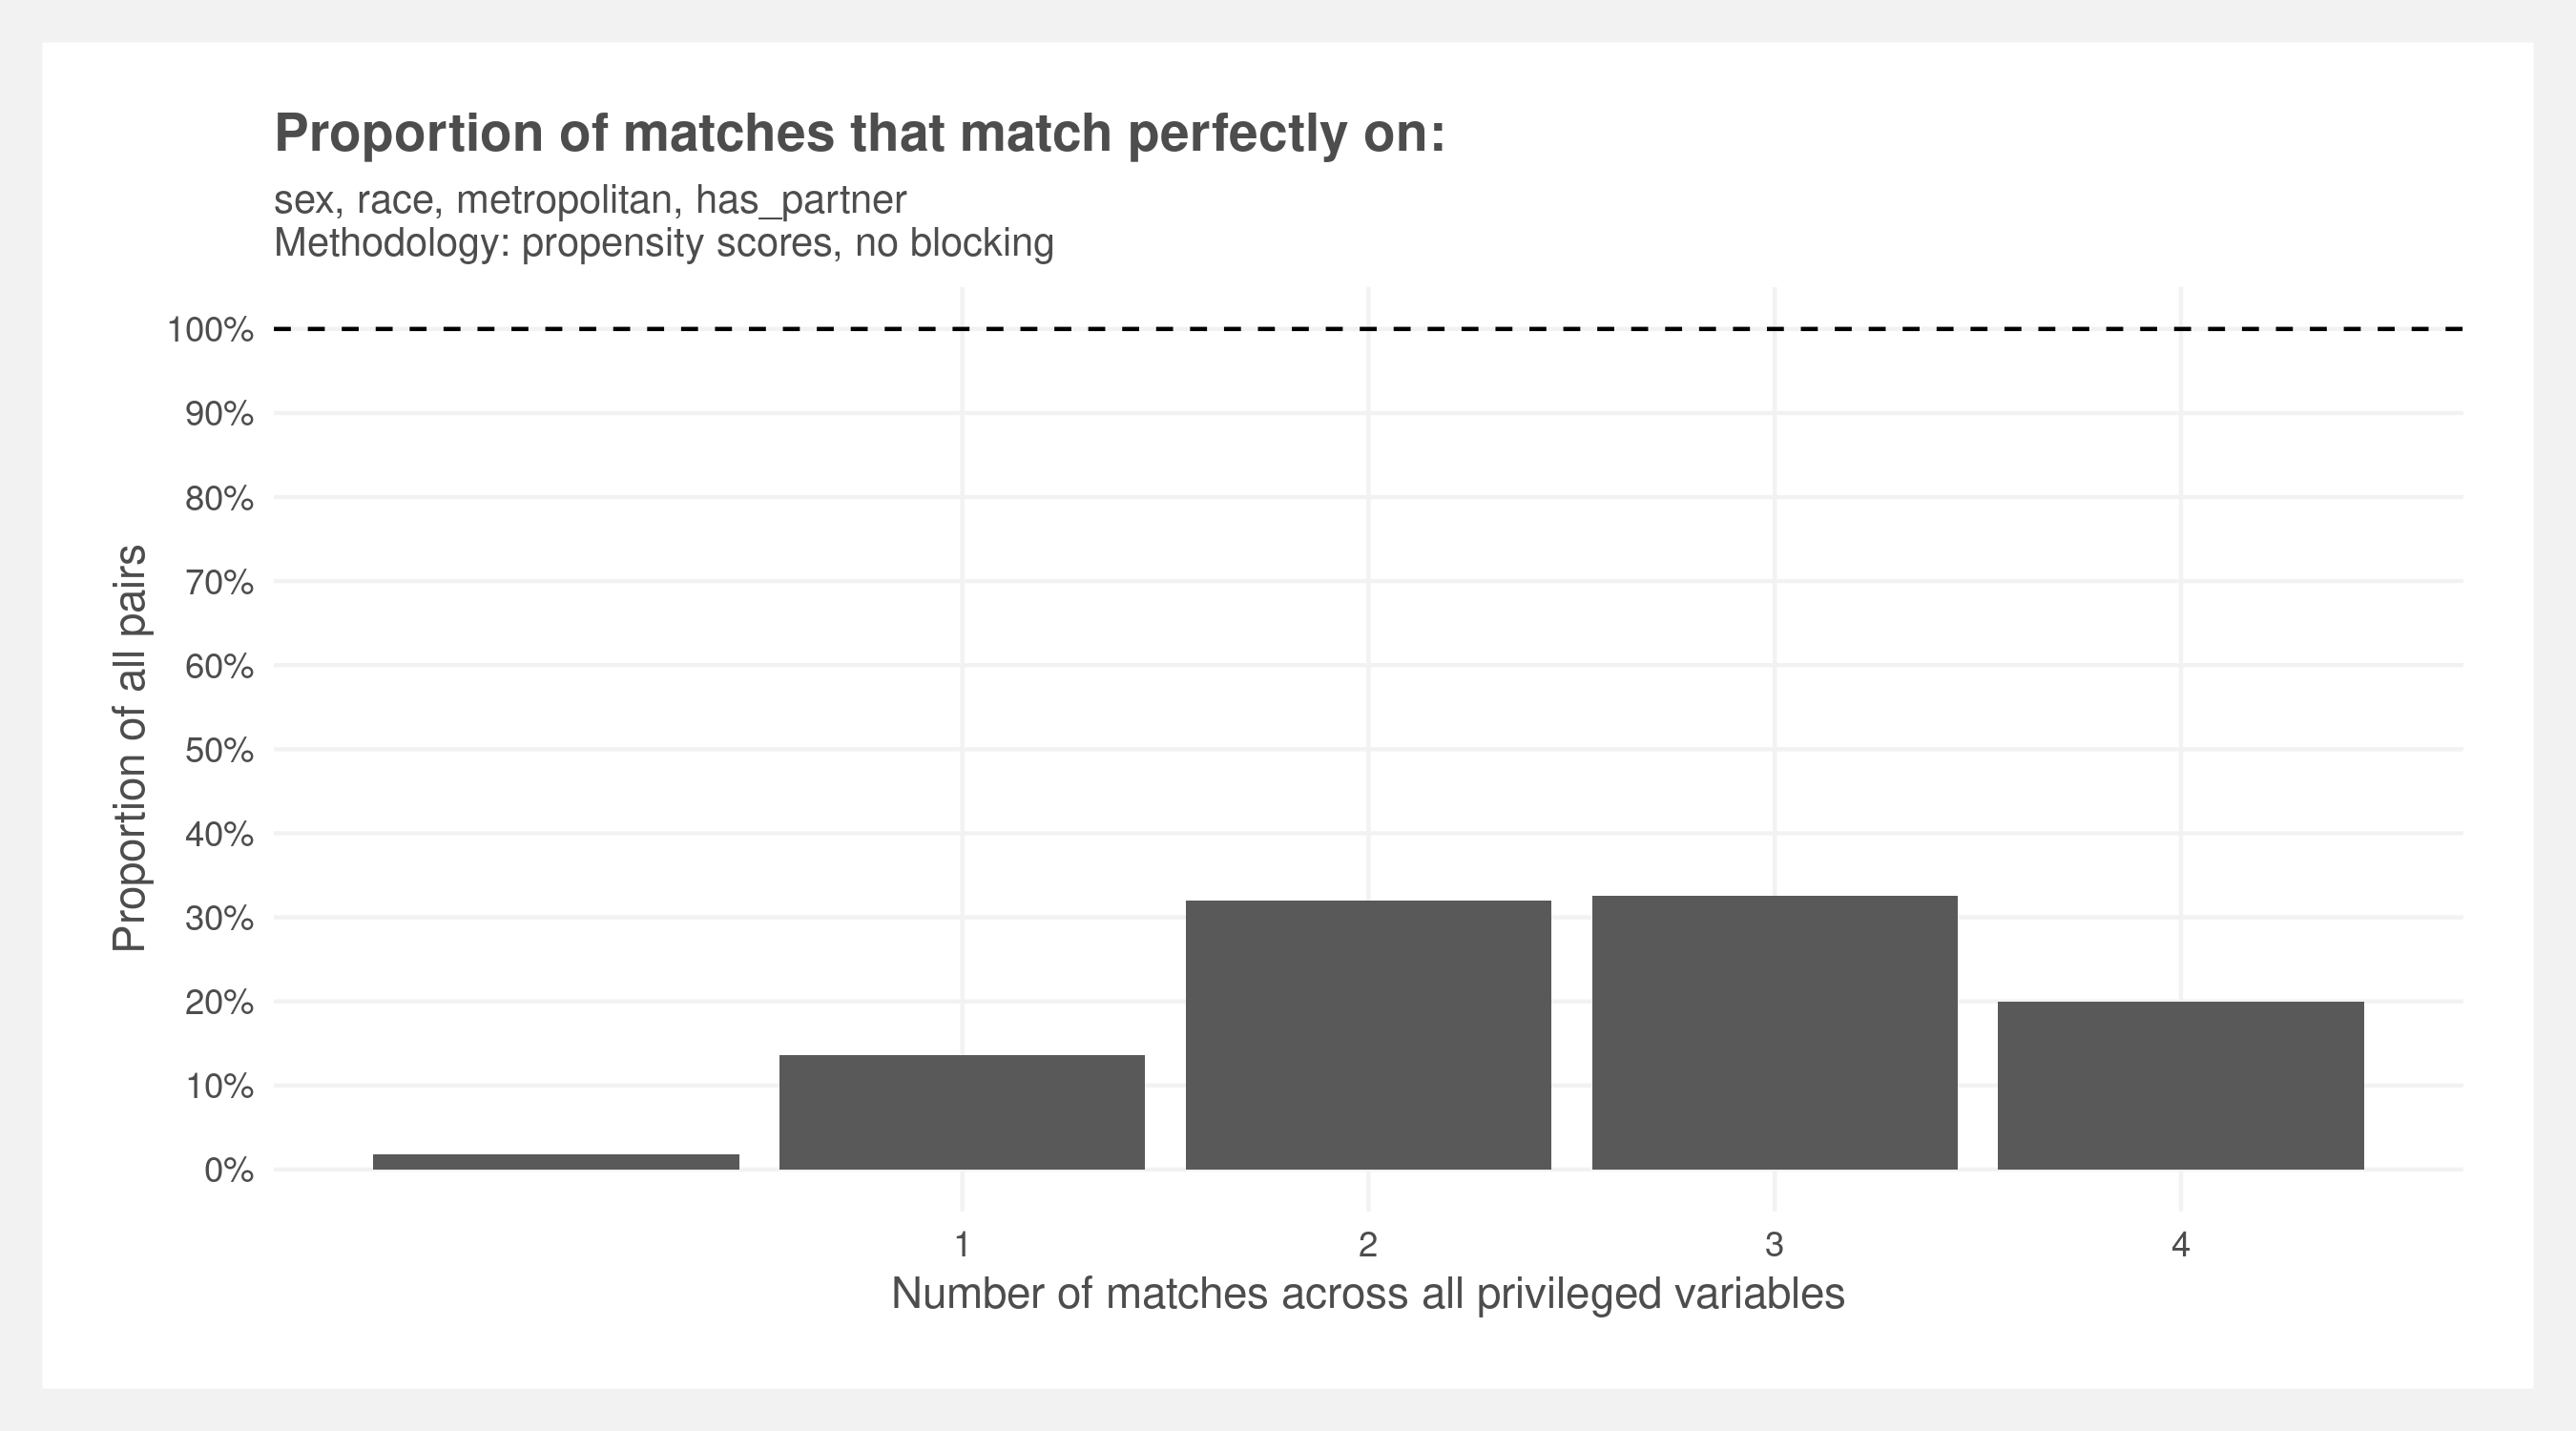 Proportion of matches that match perfectly on:
sex, race, metropolitan, has_partner
Methodology: propensity scores, no blocking
100%
90%
80%
70%
60%
50%
40%
30%
20%
10%
0%
Proportion of all pairs
1 2 3 4
Number of matches across all privileged variables